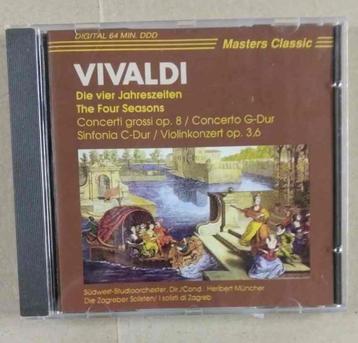 DIGITAL 64 MIN. DDD
Masters Classic
VIVALDI
Die vier Jahreszeiten
The Four Seasons
Concerti grossi op. 8 / Concerto G-Dur
Sinfonia C-Dur / Violinkonzert op. 3,6
Südwest-Studioorchester, Dir./Cond. Heribert Müncher
Die Zagreber Solisten / I solisti di Zagreb